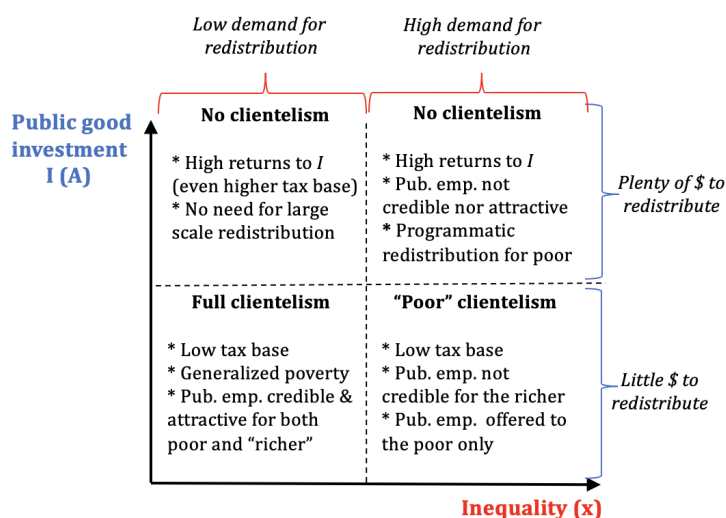 Low demand for
redistribution
High demand for
redistribution
Public good
investment
I (A)
No clientelism
* High returns to I
(even higher tax base)
* No need for large
scale redistribution
No clientelism
* High returns to I
* Pub. emp. not
credible nor attractive
* Programmatic
redistribution for poor
Plenty of $ to
redistribute
Full clientelism
* Low tax base
* Generalized poverty
* Pub. emp. credible &
attractive for both
poor and “richer”
“Poor” clientelism
* Low tax base
* Pub. emp. not
credible for the richer
* Pub. emp. offered to
the poor only
Little $ to
redistribute
Inequality (x)